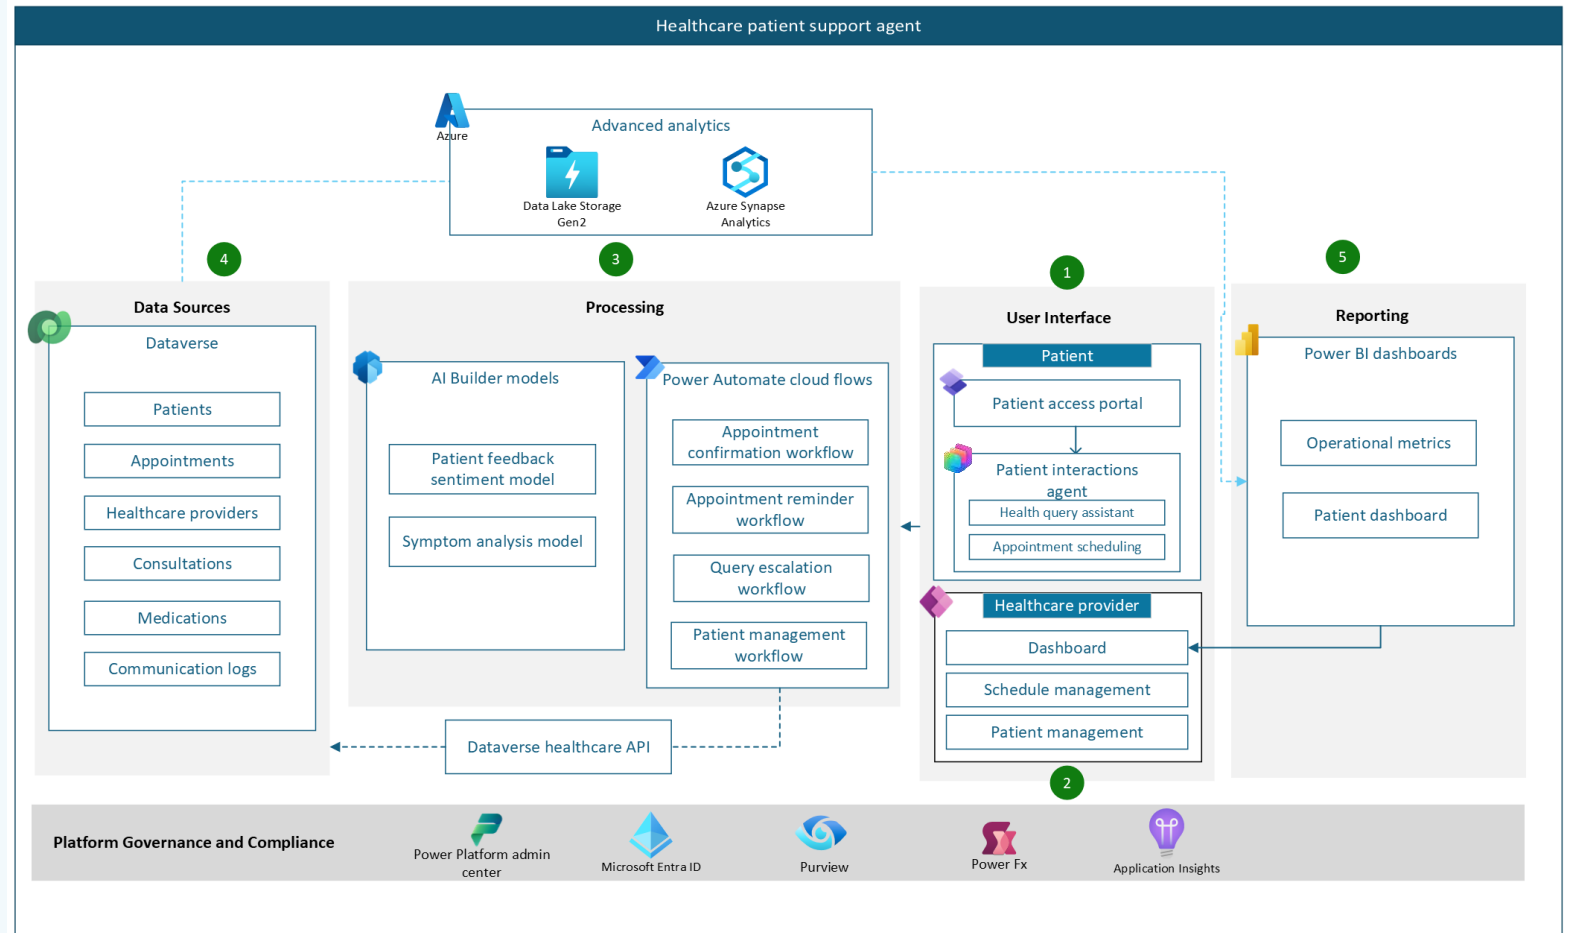 Healthcare patient support agent
Azure
Advanced analytics
Data Lake Storage
Gen2
Azure Synapse
Analytics
4
3
1
5
Data Sources
Dataverse
Patients
Appointments
Healthcare providers
Consultations
Medications
Communication logs
Processing
AI Builder models
Patient feedback
sentiment model
Symptom analysis model
Power Automate cloud flows
Appointment
confirmation workflow
Appointment reminder
workflow
Query escalation
workflow
Patient management
workflow
Dataverse healthcare API
User Interface
Patient
Patient access portal
Patient interactions
agent
Health query assistant
Appointment scheduling
Healthcare provider
Dashboard
Schedule management
Patient management
2
Reporting
Power BI dashboards
Operational metrics
Patient dashboard
Platform Governance and Compliance
Power Platform admin
center
Microsoft Entra ID
Purview
Power Fx
Application Insights